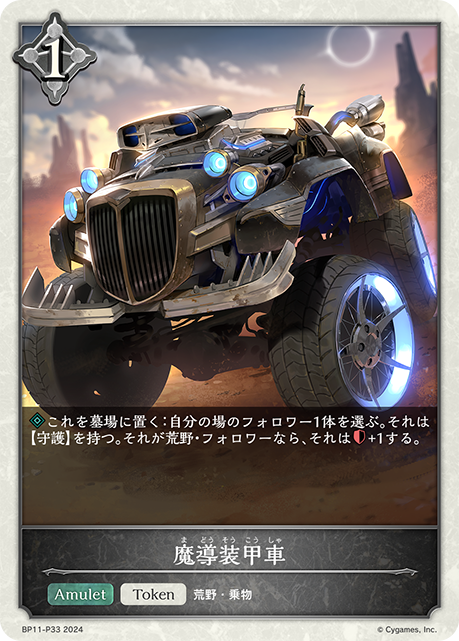 1
これを墓場に置く：自分の場のフォロワー1体を選ぶ。それは
【守護】を持つ。それが荒野・フォロワーなら、それは+1する。
まどうそうこうしゃ
魔導装甲車
Amulet Token 荒野・乗物
BP11-P33 2024 © Cygames, Inc.